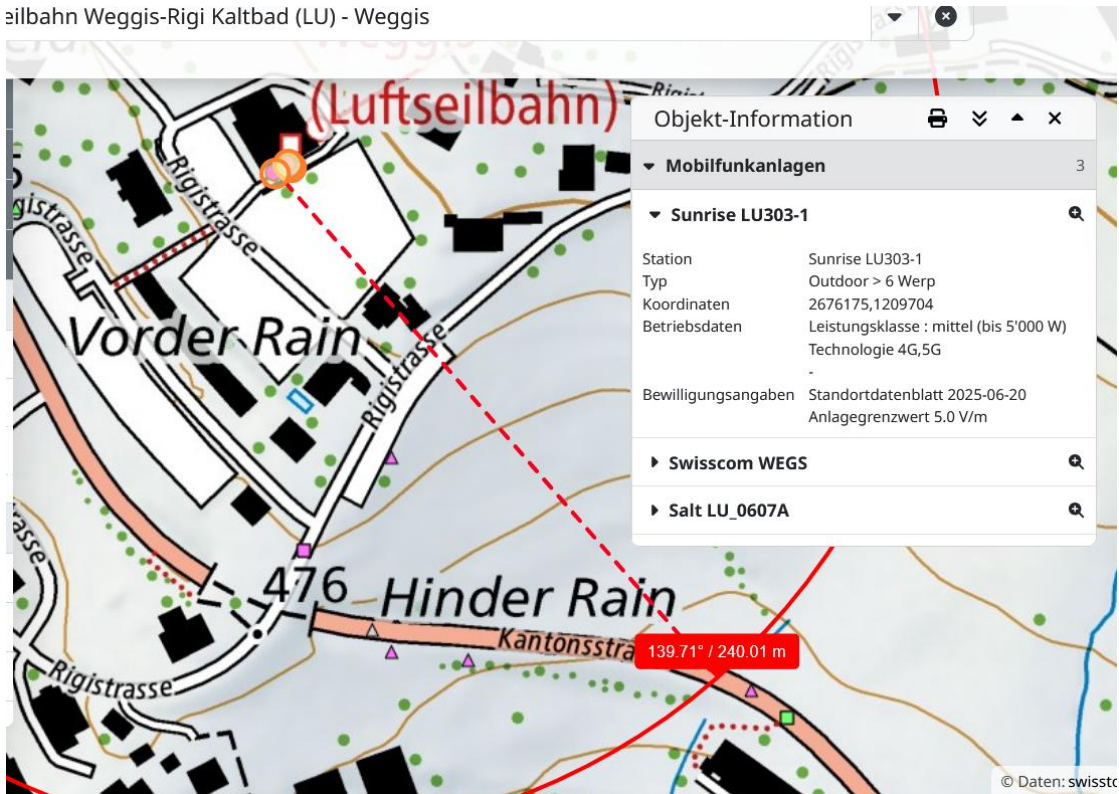 eilbahn Weggis-Rigi Kaltbad (LU) - Weggis
Weggis
(Luftseilbahn)
Rigistrasse
gistrasse
Vorder Rain
Rigistrasse
476
Hinder Rain
Kantonsstra
Rigistrasse
139.71° / 240.01 m
Objekt-Information
Mobilfunkanlagen 3
Sunrise LU303-1
Station Sunrise LU303-1
Typ Outdoor > 6 Werp
Koordinaten 2676175,1209704
Betriebsdaten Leistungsklasse : mittel (bis 5'000 W)
Technologie 4G,5G
-
Bewilligungsangaben Standortdatenblatt 2025-06-20
Anlagegrenzwert 5.0 V/m
Swisscom WEGS
Salt LU_0607A
© Daten: swissto